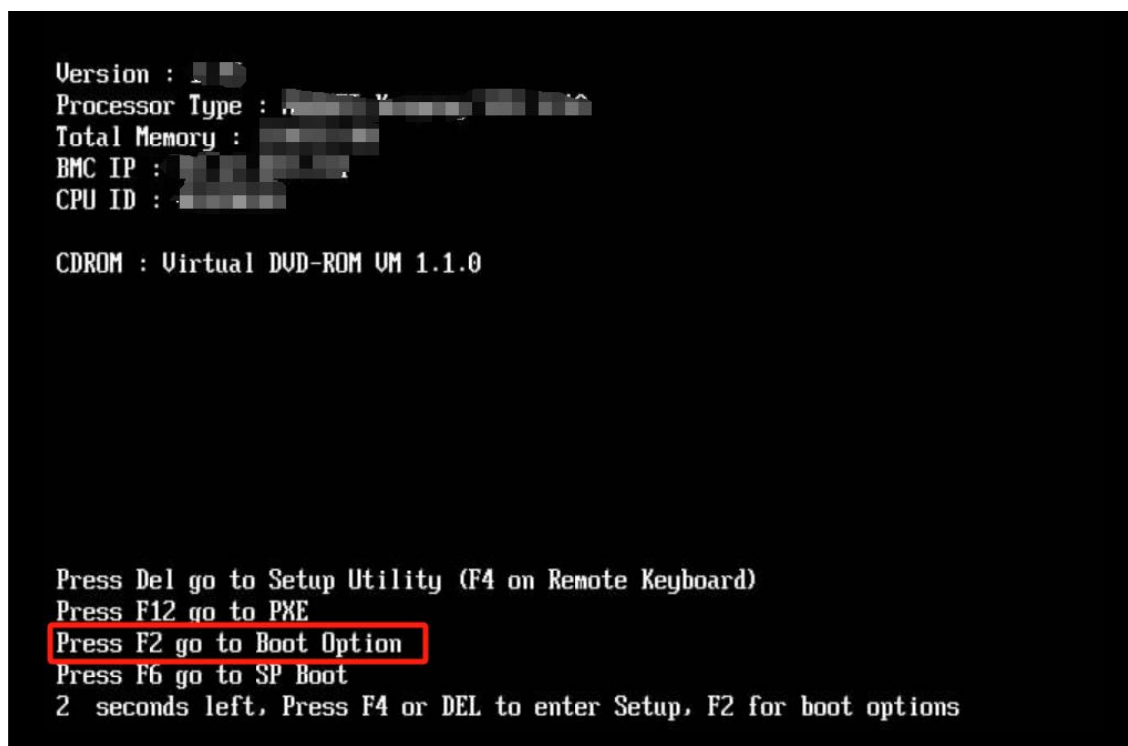 Version :
Processor Type :
Total Memory :
BMC IP :
CPU ID :
CDROM : Virtual DVD-ROM VM 1.1.0
Press Del go to Setup Utility (F4 on Remote Keyboard)
Press F12 go to PXE
Press F2 go to Boot Option
Press F6 go to SP Boot
2  seconds left, Press F4 or DEL to enter Setup, F2 for boot options